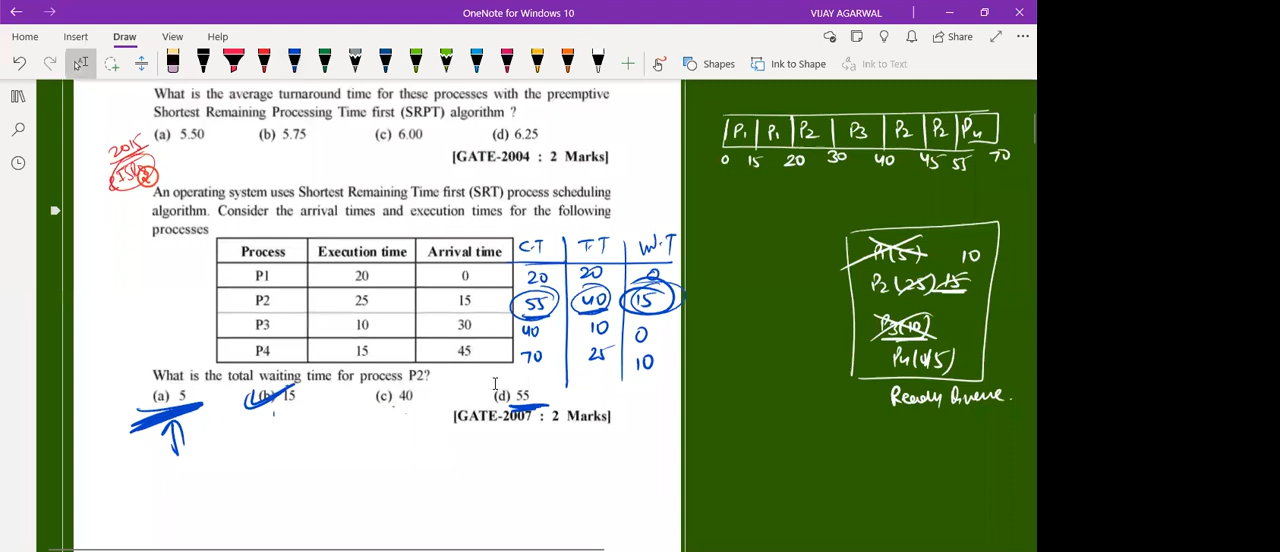 OneNote for Windows 10
VIJAY AGARWAL
Home Insert Draw View Help
Share
Shapes Ink to Shape Ink to Text
What is the average turnaround time for these processes with the preemptive
Shortest Remaining Processing Time first (SRPT) algorithm ?
(a) 5.50 (b) 5.75 (c) 6.00 (d) 6.25
[GATE-2004 : 2 Marks]
2015
An operating system uses Shortest Remaining Time first (SRT) process scheduling
algorithm. Consider the arrival times and execution times for the following
processes
Process Execution time Arrival time C.T T.T W.T
P1 20 0 20 20 0
P2 25 15 55 40 15
P3 10 30 40 10 0
P4 15 45 70 25 10
What is the total waiting time for process P2?
(a) 5 (b) 15 (c) 40 (d) 55
[GATE-2007 : 2 Marks]
P1 P1 P2 P3 P2 P2 P4
0 15 20 30 40 45 55 70
P1(5) 10
P2(25) 15
P3(10)
Ready Queue.